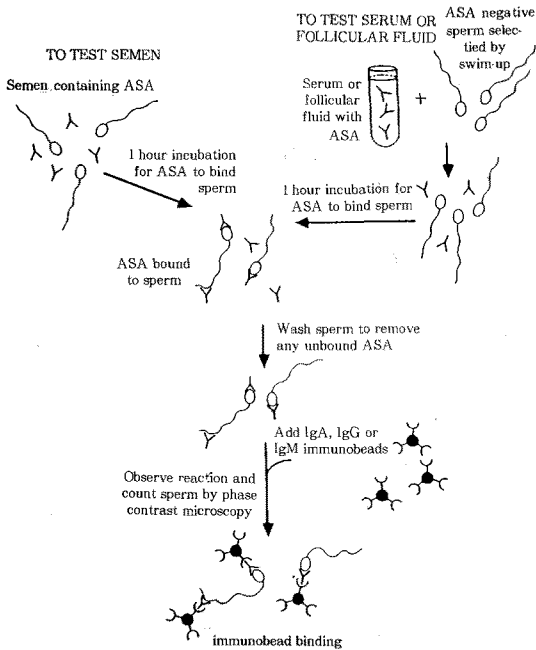 TO TEST SEMEN
Semen containing ASA
TO TEST SERUM OR
FOLLICULAR FLUID
ASA negative
sperm selec-
tied by
swim-up
Serum or
follicular
fluid with
ASA
+
1 hour incubation
for ASA to bind
sperm
1 hour incubation for
ASA to bind sperm
ASA bound
to sperm
Wash sperm to remove
any unbound ASA
Add IgA, IgG or
IgM immunobeads
Observe reaction and
count sperm by phase
contrast microscopy
immunobead binding